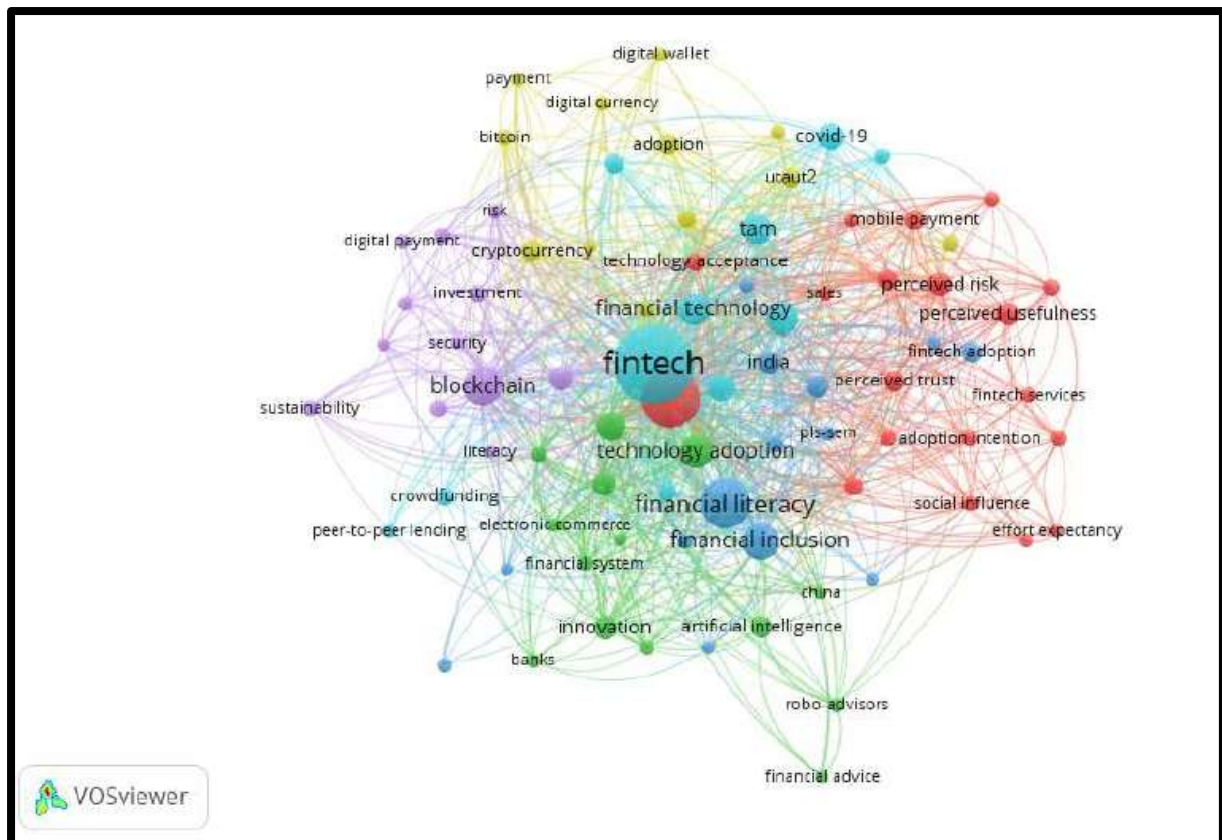 digital wallet
payment
digital currency
bitcoin
adoption
covid-19
utaut2
risk
mobile payment
tam
digital payment
cryptocurrency
technology acceptance
perceived risk
investment
sales
financial technology
perceived usefulness
security
fintech
india
fintech adoption
blockchain
perceived trust
fintech services
sustainability
pls-sem
adoption intention
literacy
technology adoption
crowdfunding
financial literacy
social influence
peer-to-peer lending
electronic commerce
effort expectancy
financial inclusion
financial system
china
innovation
artificial intelligence
banks
robo advisors
financial advice
VOSviewer